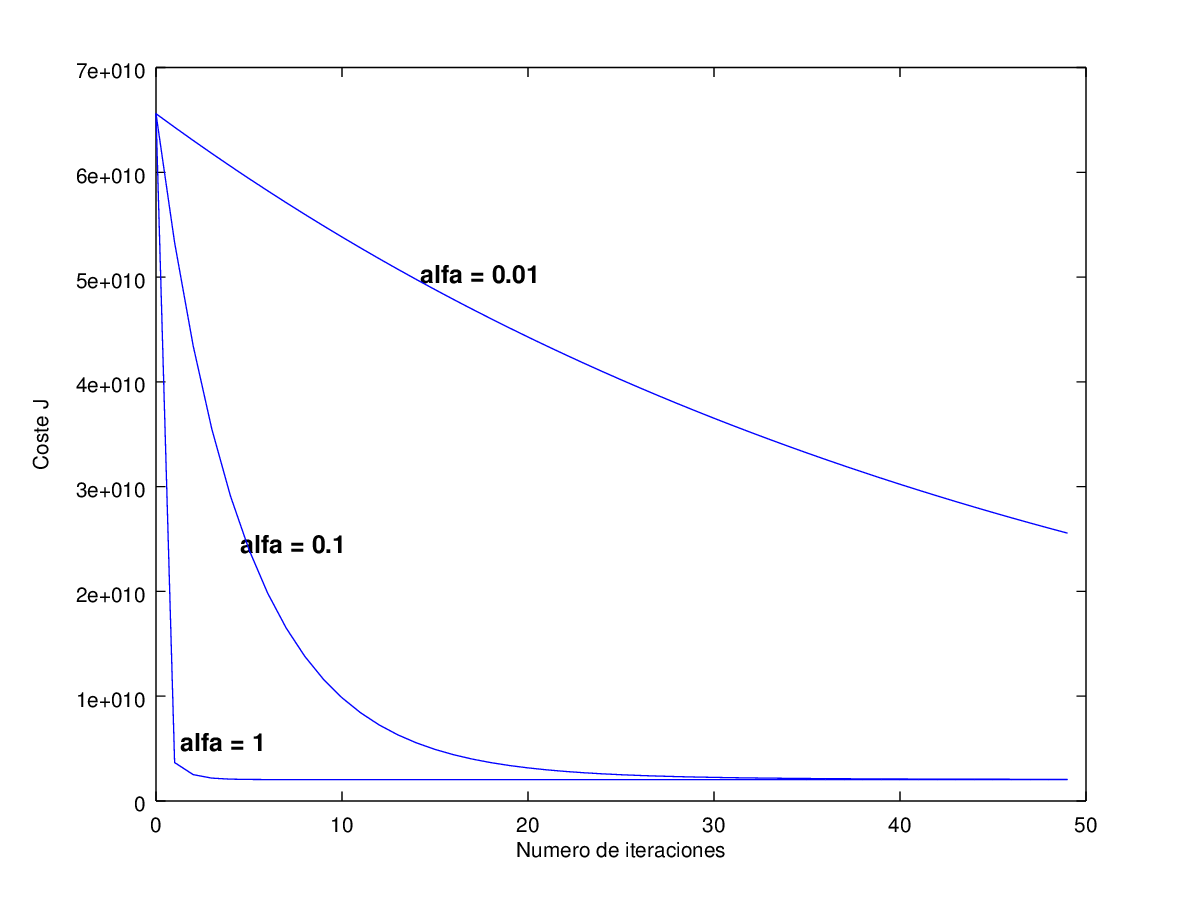 7e+010
6e+010
5e+010
4e+010
3e+010
2e+010
1e+010
0
Coste J
alfa = 0.01
alfa = 0.1
alfa = 1
0 10 20 30 40 50
Numero de iteraciones